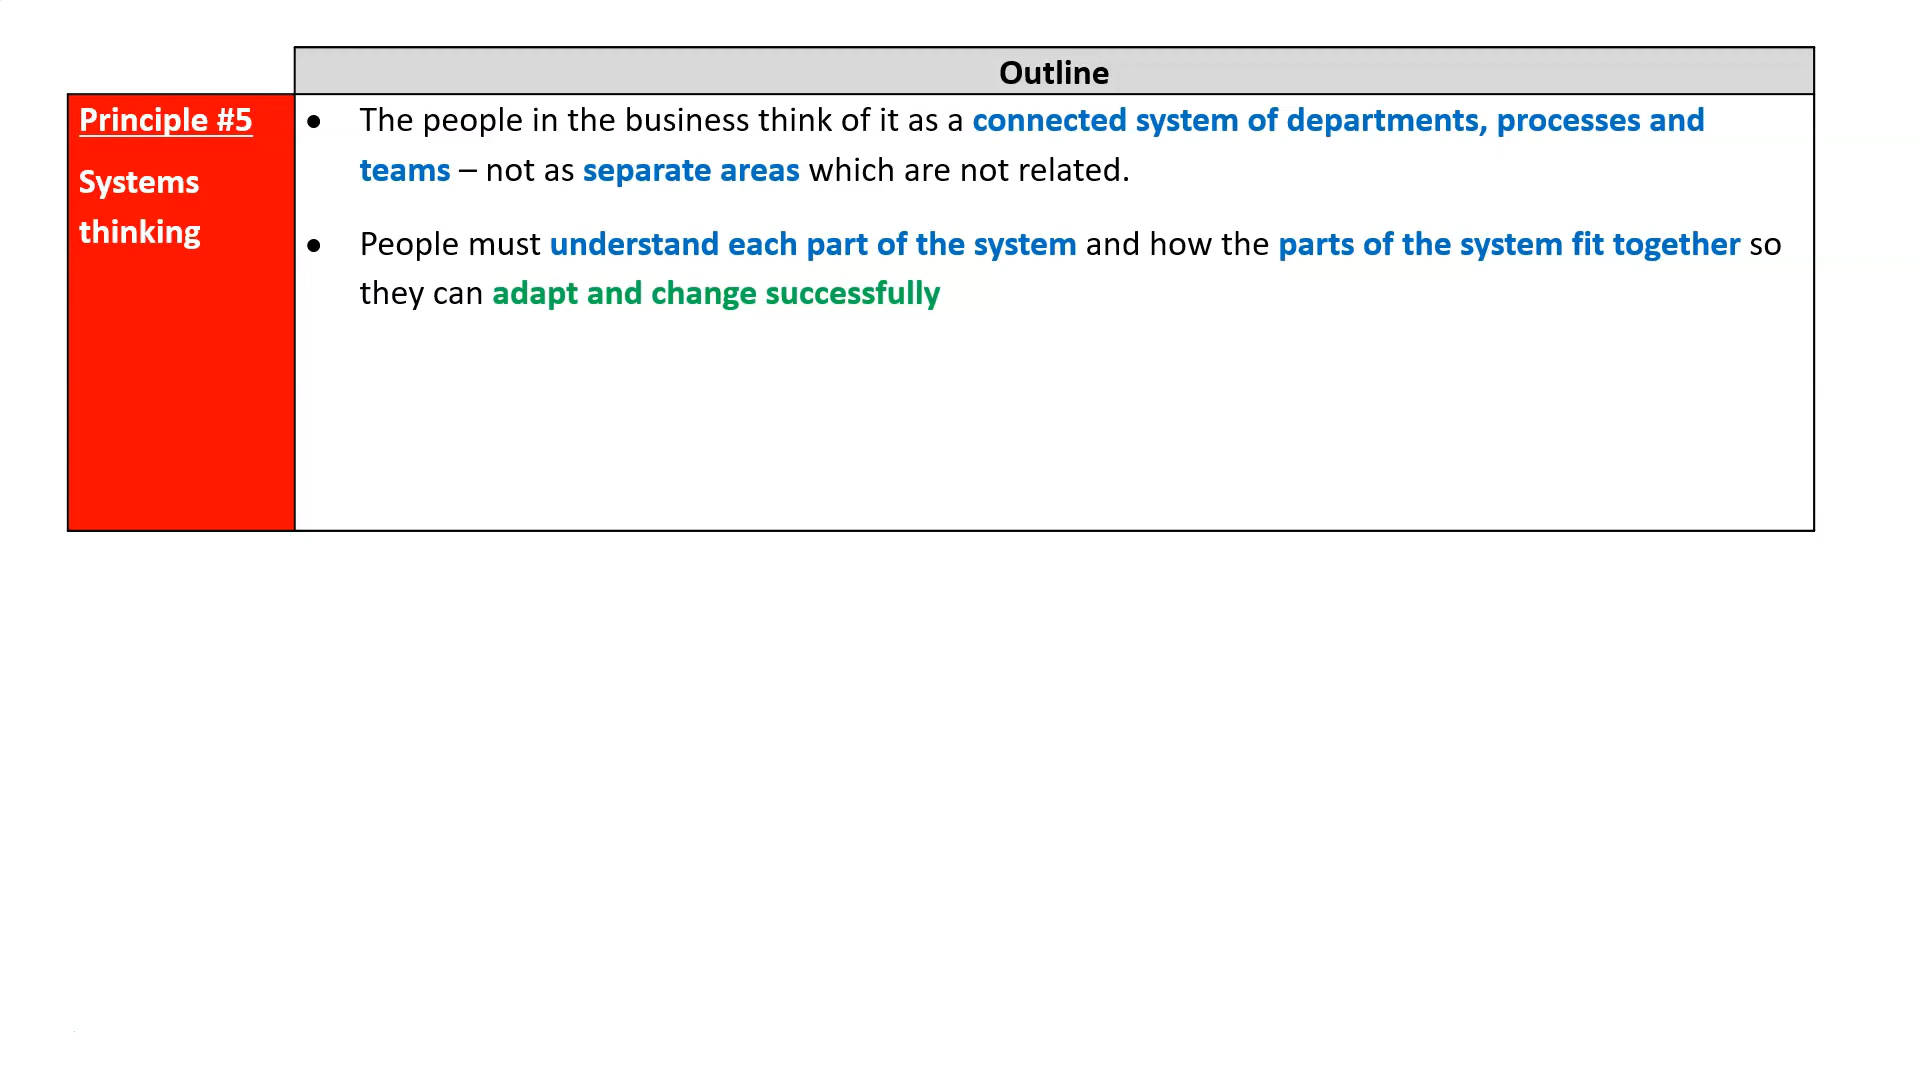 Outline
Principle #5
Systems
thinking
• The people in the business think of it as a connected system of departments, processes and
teams – not as separate areas which are not related.
• People must understand each part of the system and how the parts of the system fit together so
they can adapt and change successfully